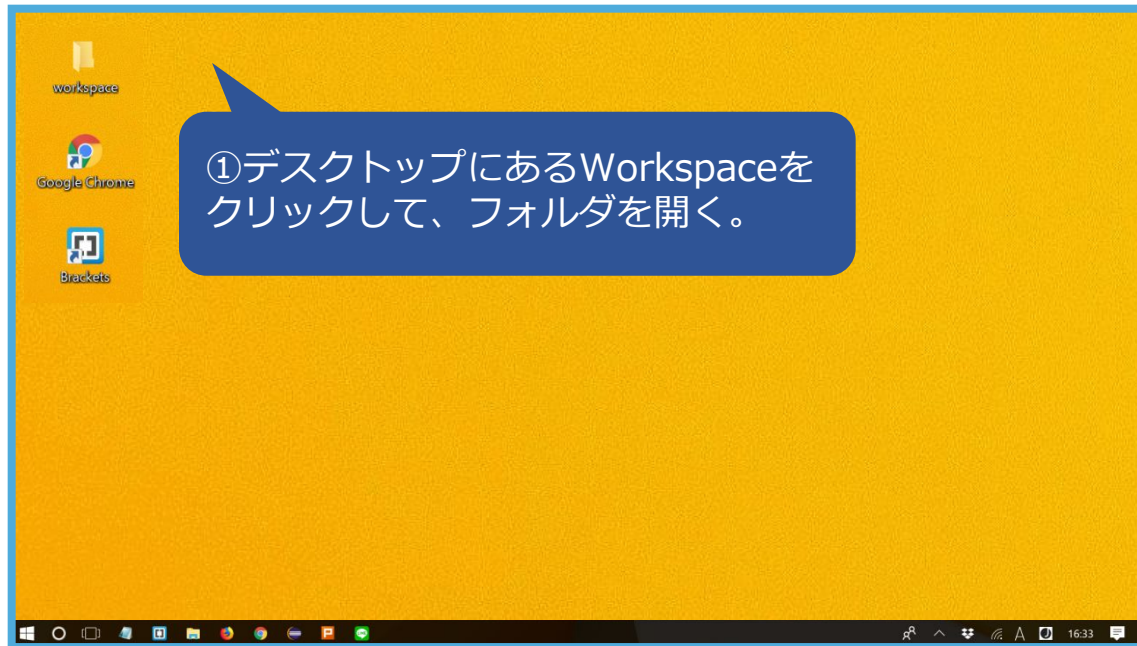 workspace
Google Chrome
Brackets
①デスクトップにあるWorkspaceを
クリックして、フォルダを開く。
16:33